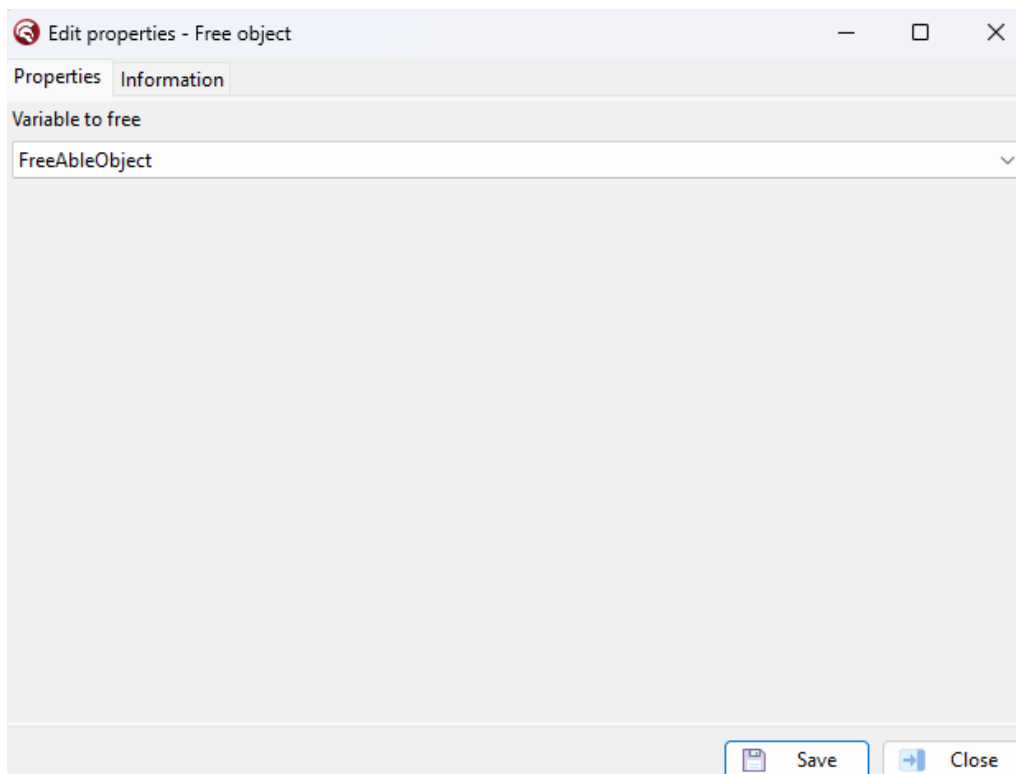 Edit properties - Free object
Properties Information
Variable to free
FreeAbleObject
Save Close